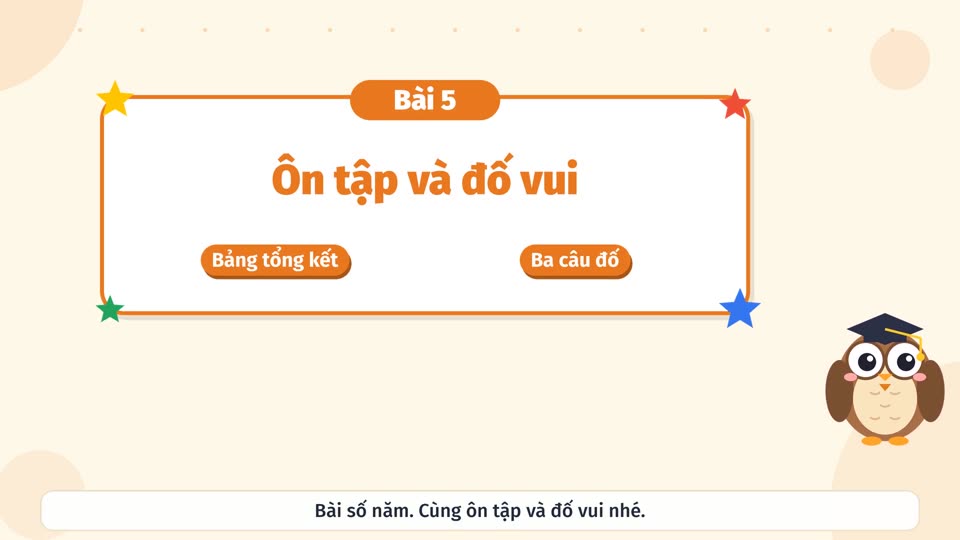 Bài 5
Ôn tập và đố vui
Bảng tổng kết
Ba câu đố
Bài số năm. Cùng ôn tập và đố vui nhé.